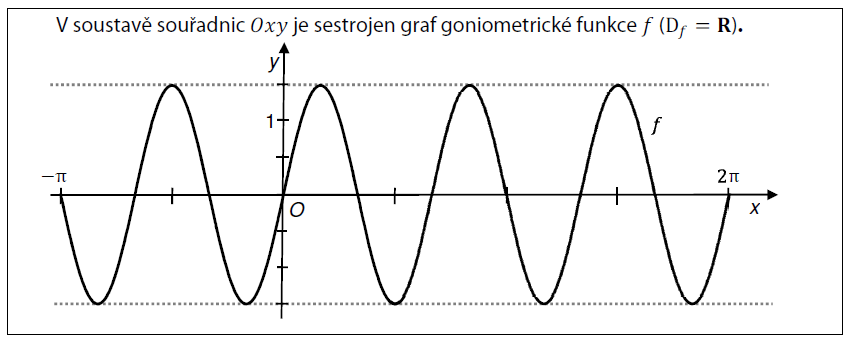 V soustavě souřadnic Oxy je sestrojen graf goniometrické funkce f (D_f = R).
y
1
f
−π
2π
O
x